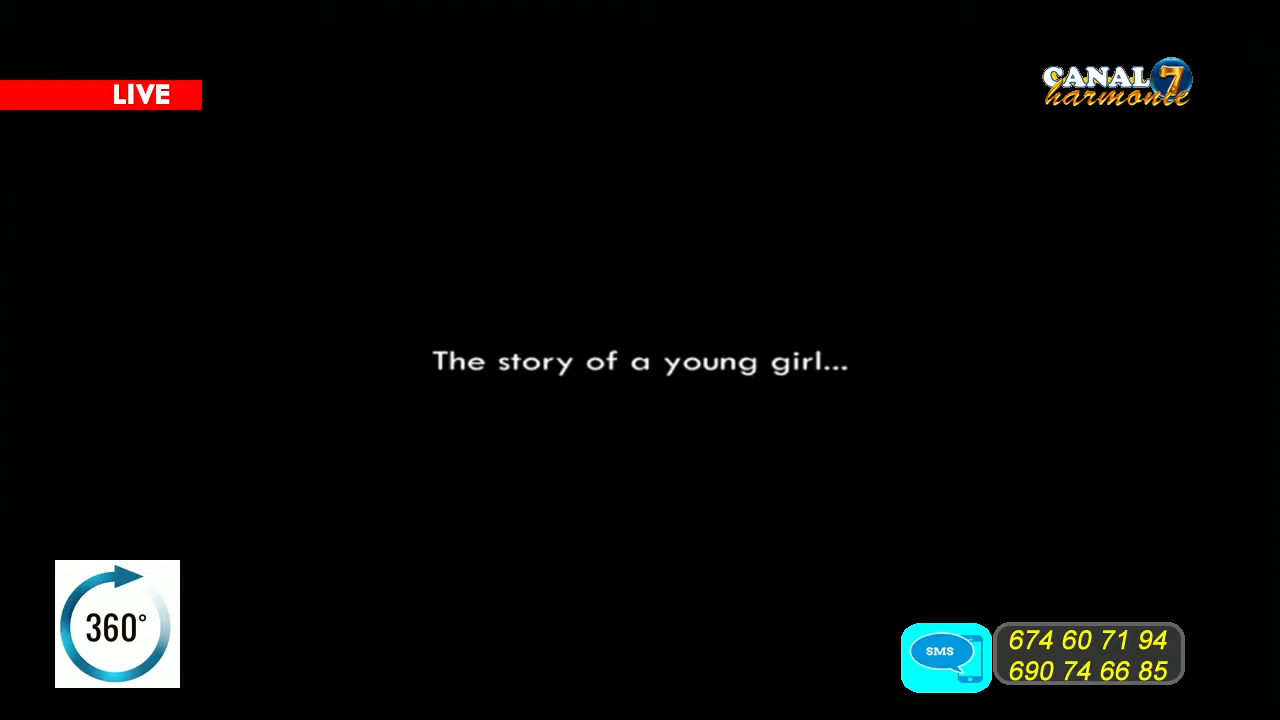 LIVE
CANAL 7
harmonie
The story of a young girl...
360°
SMS
674 60 71 94
690 74 66 85